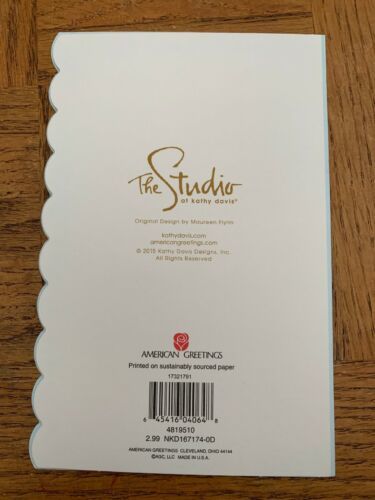 The Studio
at kathy davis®
Original Design by Maureen Flynn
kathydavis.com
americangreetings.com
© 2015 Kathy Davis Designs, Inc.
All Rights Reserved
AMERICAN GREETINGS
Printed on sustainably sourced paper
17321791
6 45416 04064 8
4819510
2.99 NKD167174-0D
AMERICAN GREETINGS CLEVELAND, OHIO 44144
©AGC, LLC MADE IN U.S.A.